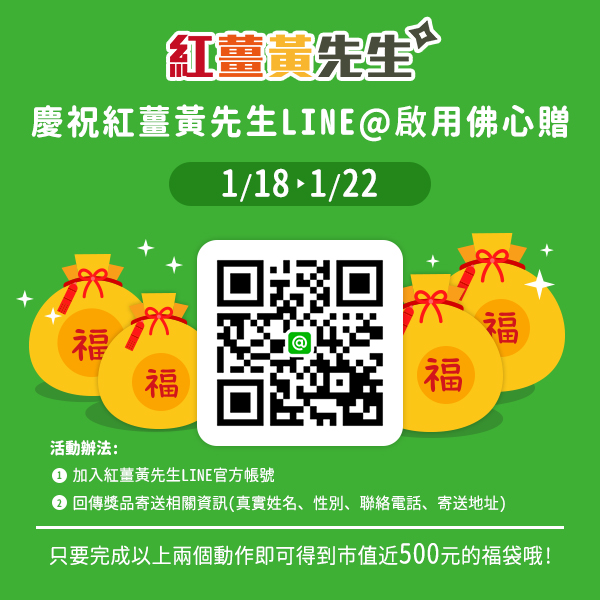 紅薑黃先生
慶祝紅薑黃先生LINE@啟用佛心贈
1/18▸1/22
福
福
福
福
@
活動辦法:
1 加入紅薑黃先生LINE官方帳號
2 回傳獎品寄送相關資訊(真實姓名、性別、聯絡電話、寄送地址)
只要完成以上兩個動作即可得到市值近500元的福袋哦!